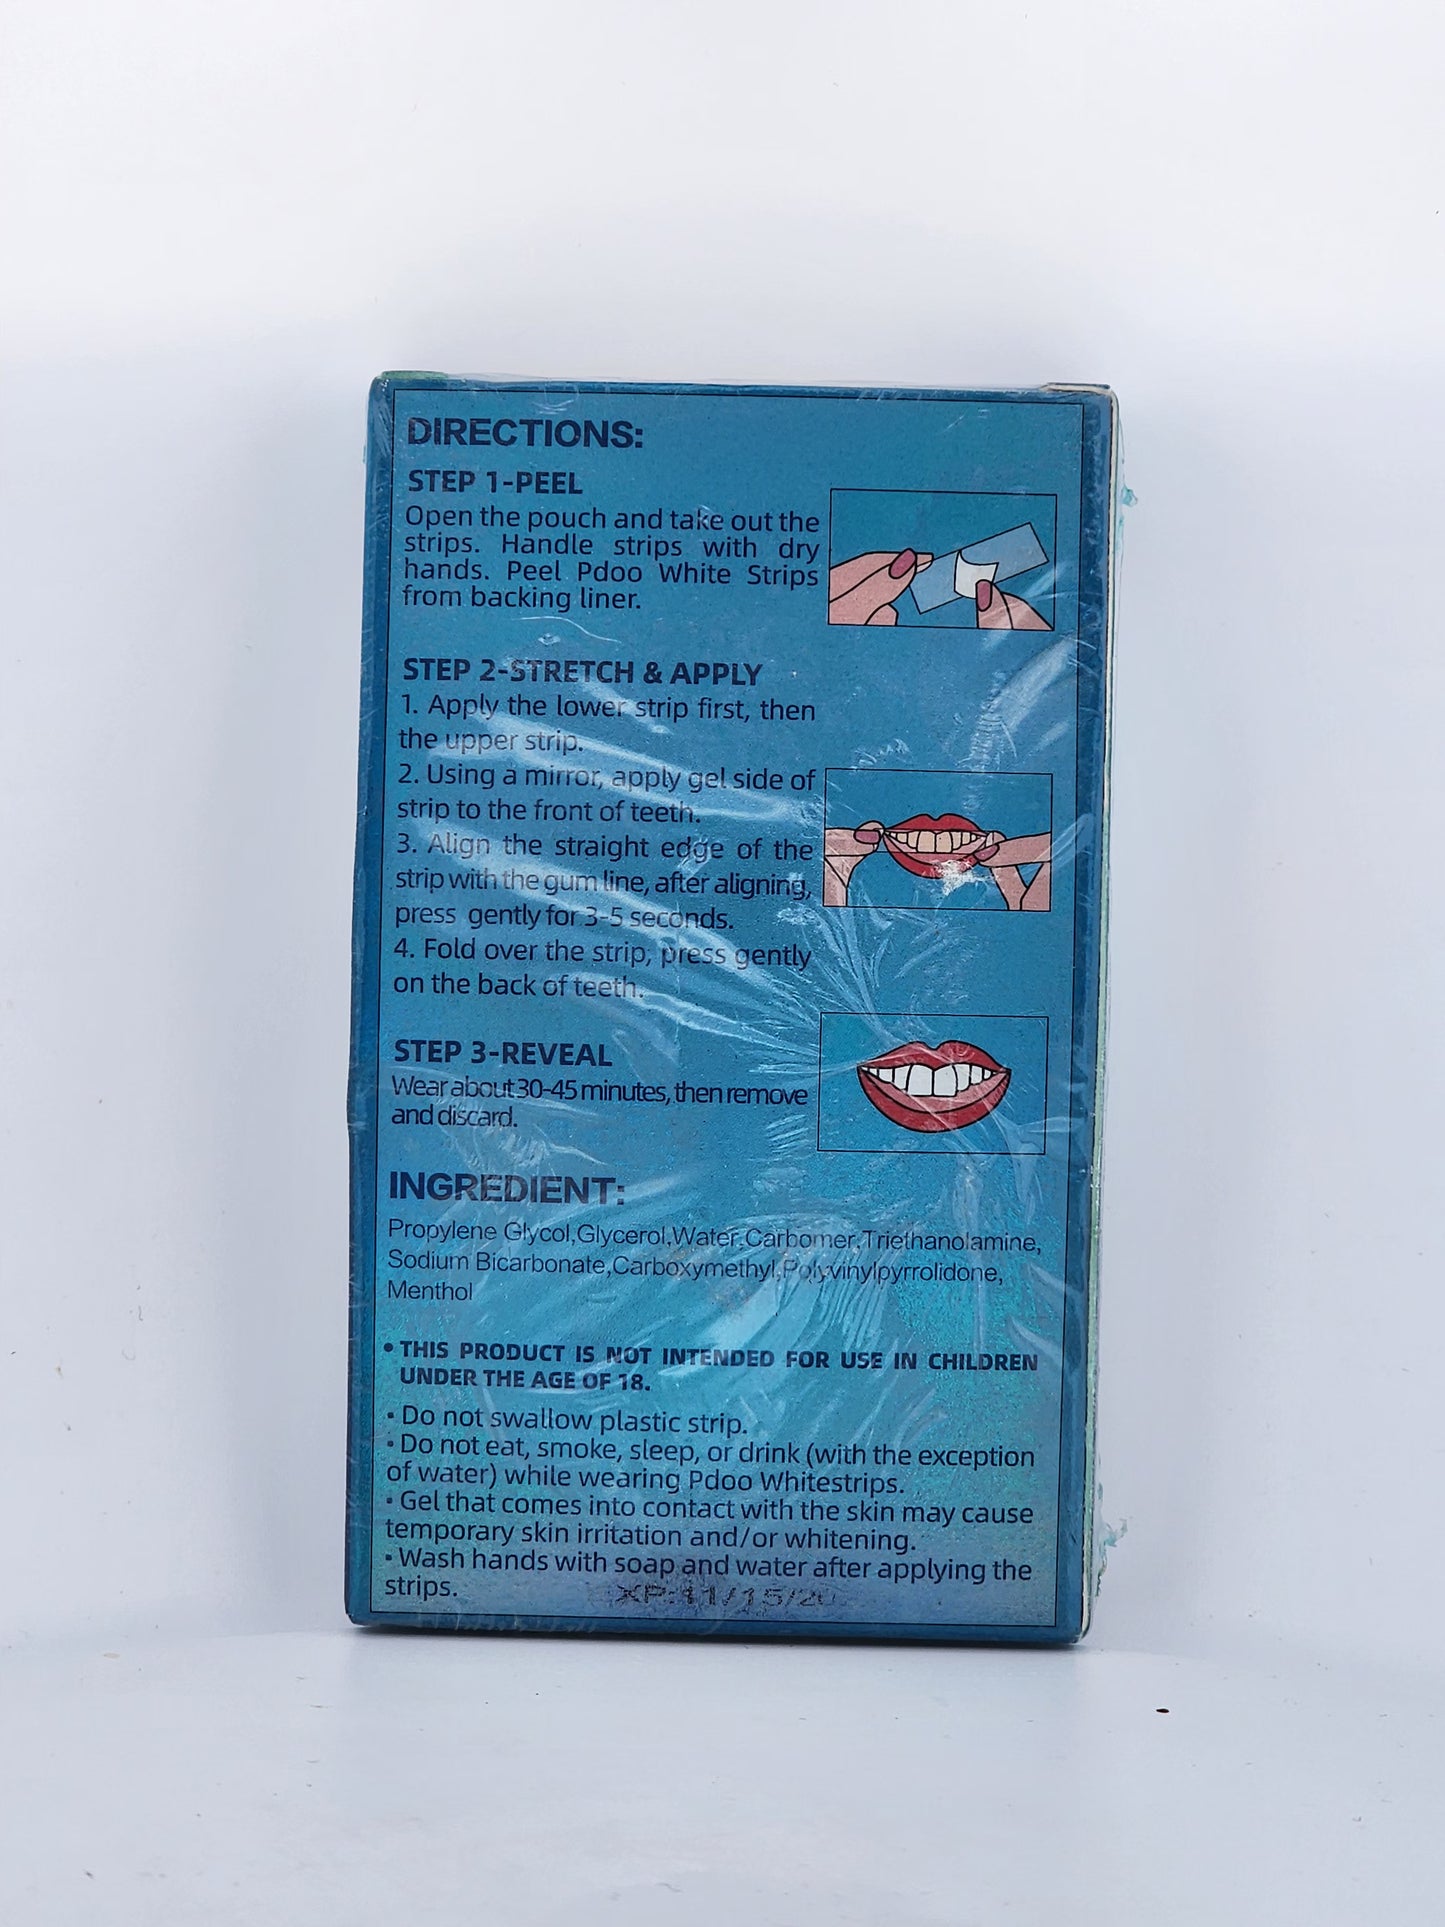 DIRECTIONS:
STEP 1-PEEL
Open the pouch and take out the
strips. Handle strips with dry
hands. Peel Pdoo White Strips
from backing liner.
STEP 2-STRETCH & APPLY
1. Apply the lower strip first, then
the upper strip.
2. Using a mirror, apply gel side of
strip to the front of teeth.
3. Align the straight edge of the
strip with the gum line, after aligning,
press gently for 3-5 seconds.
4. Fold over the strip, press gently
on the back of teeth.
STEP 3-REVEAL
Wear about 30-45 minutes, then remove
and discard.
INGREDIENT:
Propylene Glycol,Glycerol,Water,Carbomer,Triethanolamine,
Sodium Bicarbonate,Carboxymethyl,Polyvinylpyrrolidone,
Menthol
• THIS PRODUCT IS NOT INTENDED FOR USE IN CHILDREN
UNDER THE AGE OF 18.
• Do not swallow plastic strip.
• Do not eat, smoke, sleep, or drink (with the exception
of water) while wearing Pdoo Whitestrips.
• Gel that comes into contact with the skin may cause
temporary skin irritation and/or whitening.
• Wash hands with soap and water after applying the
strips.
XP:11/15/20